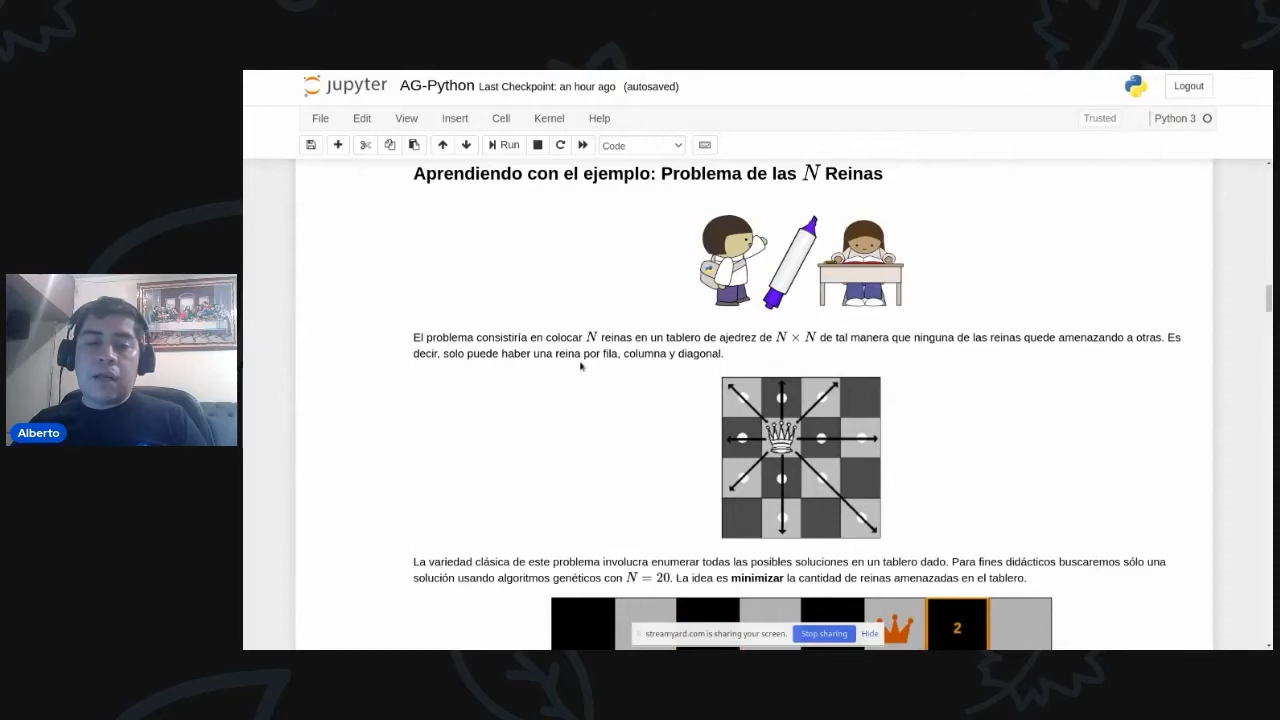 jupyter AG-Python Last Checkpoint: an hour ago (autosaved)
Logout
File Edit View Insert Cell Kernel Help
Trusted
Python 3
Run
Code
Aprendiendo con el ejemplo: Problema de las N Reinas
El problema consistiría en colocar N reinas en un tablero de ajedrez de N × N de tal manera que ninguna de las reinas quede amenazando a otras. Es
decir, solo puede haber una reina por fila, columna y diagonal.
Alberto
La variedad clásica de este problema involucra enumerar todas las posibles soluciones en un tablero dado. Para fines didácticos buscaremos sólo una
solución usando algoritmos genéticos con N = 20. La idea es minimizar la cantidad de reinas amenazadas en el tablero.
2
streamyard.com is sharing your screen. Stop sharing Hide